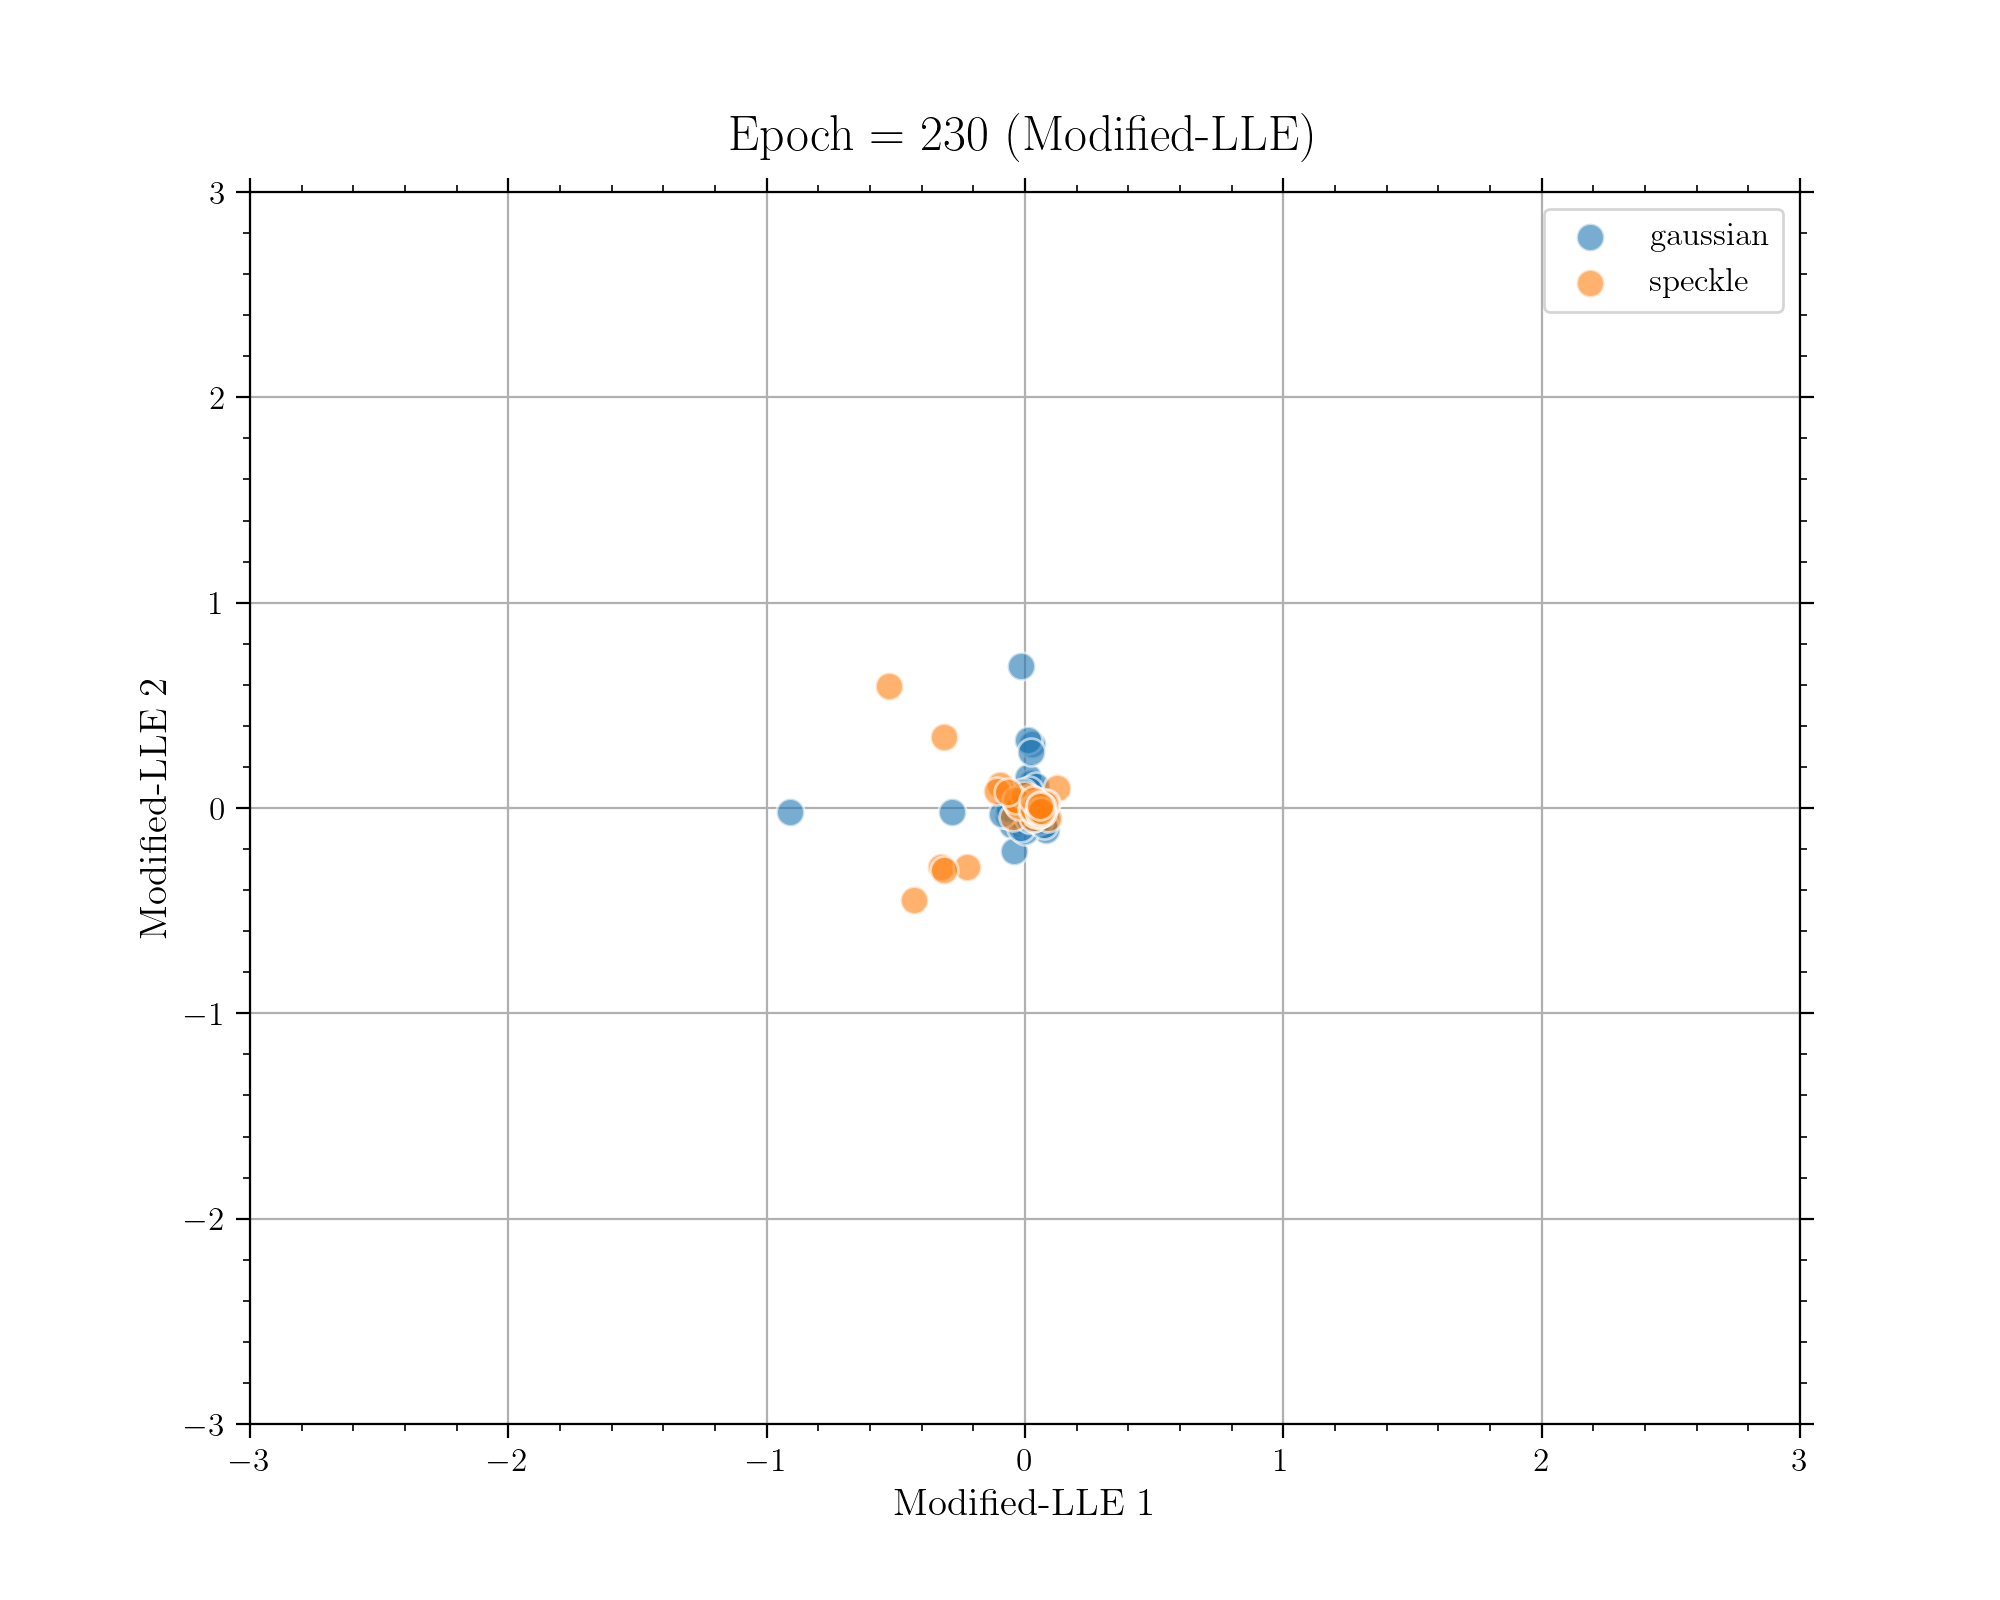 Epoch = 230 (Modified-LLE)
gaussian
speckle
3
2
1
0
−1
−2
−3
Modified-LLE 2
−3
−2
−1
0
1
2
3
Modified-LLE 1